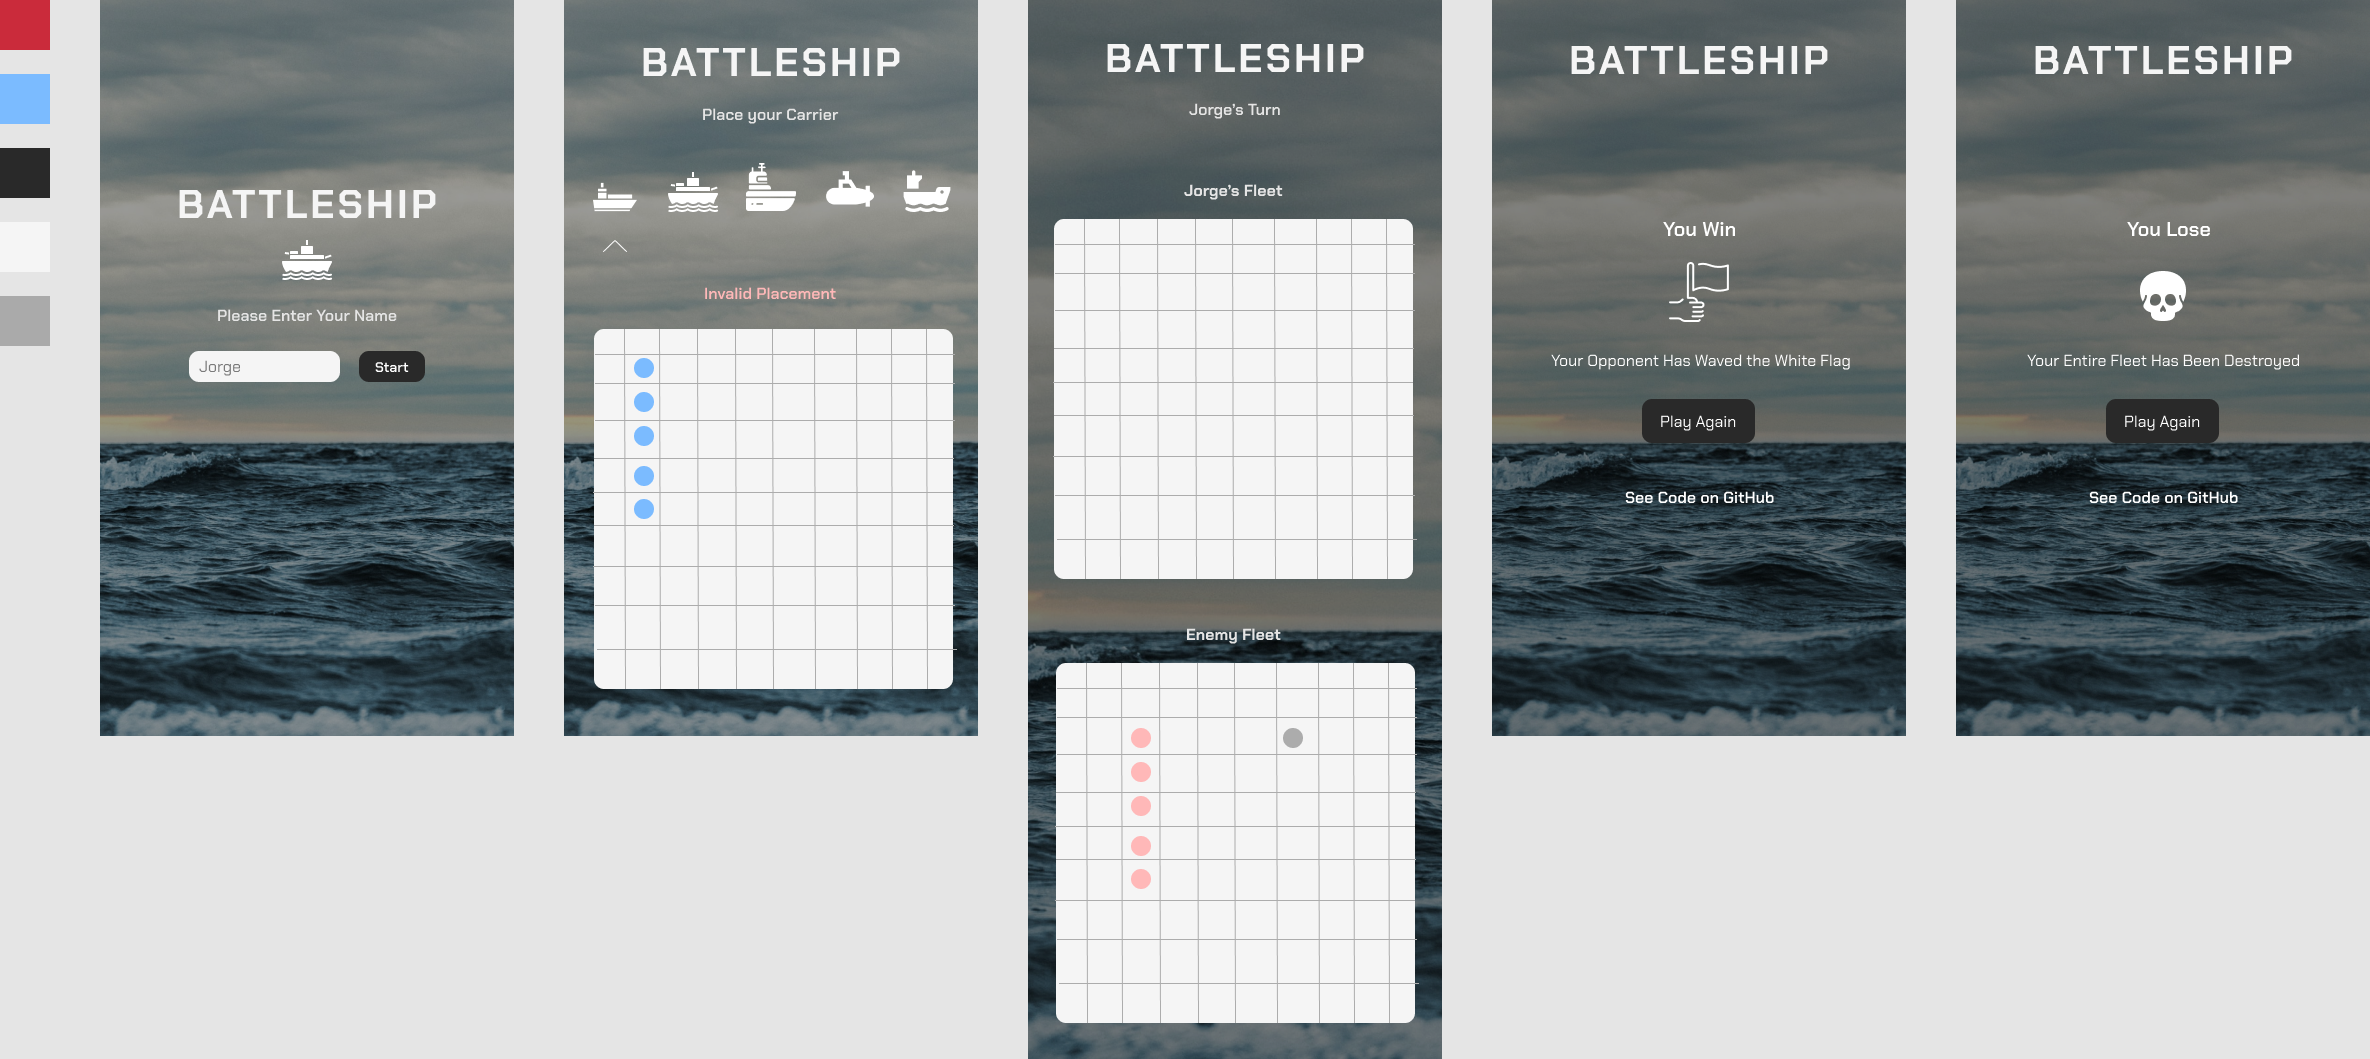 BATTLESHIP
Please Enter Your Name
Jorge
Start
BATTLESHIP
Place your Carrier
Invalid Placement
BATTLESHIP
Jorge's Turn
Jorge's Fleet
Enemy Fleet
BATTLESHIP
You Win
Your Opponent Has Waved the White Flag
Play Again
See Code on GitHub
BATTLESHIP
You Lose
Your Entire Fleet Has Been Destroyed
Play Again
See Code on GitHub